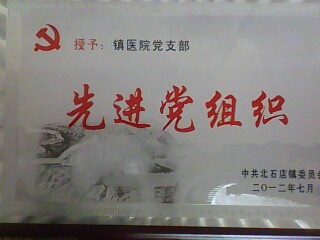 授予：镇医院党支部
先进党组织
中共北石店镇委员会
二〇一二年七月